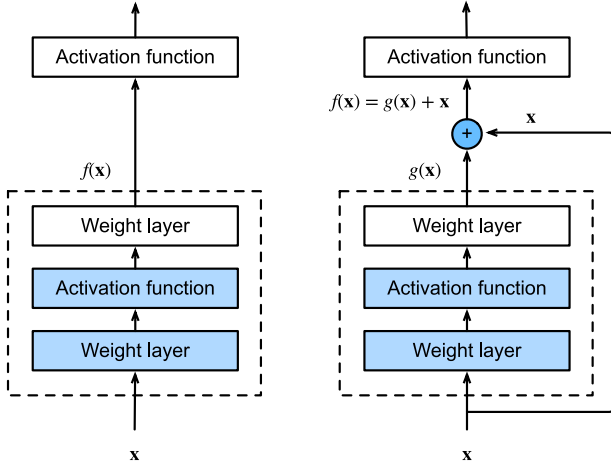 Activation function
f(x)
Weight layer
Activation function
Weight layer
x
Activation function
f(x) = g(x) + x
x
+
g(x)
Weight layer
Activation function
Weight layer
x